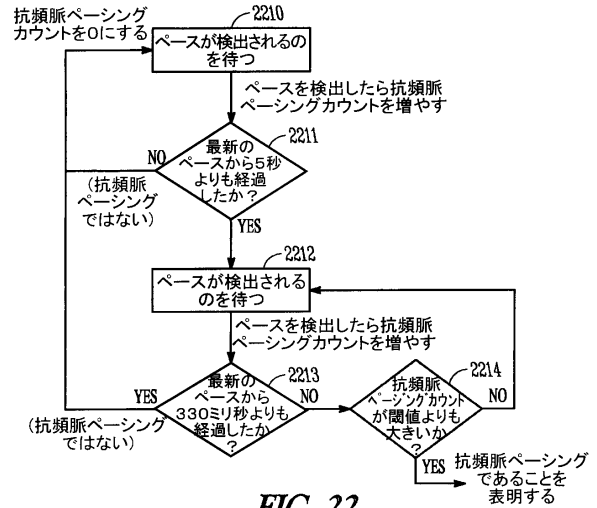 抗頻脈ペーシング
カウントを0にする
2210
ペースが検出されるの
を待つ
ペースを検出したら抗頻脈
ペーシングカウントを増やす
2211
最新の
ペースから5秒
よりも経過
したか？
NO
(抗頻脈
ペーシング
ではない)
YES
2212
ペースが検出される
のを待つ
ペースを検出したら抗頻脈
ペーシングカウントを増やす
2213
最新の
ペースから
330ミリ秒よりも
経過したか
？
YES
(抗頻脈ペーシング
ではない)
NO
2214
抗頻脈
ペーシングカウント
が閾値よりも
大きいか
？
NO
YES
抗頻脈ペーシング
であることを
表明する
FIG. 22